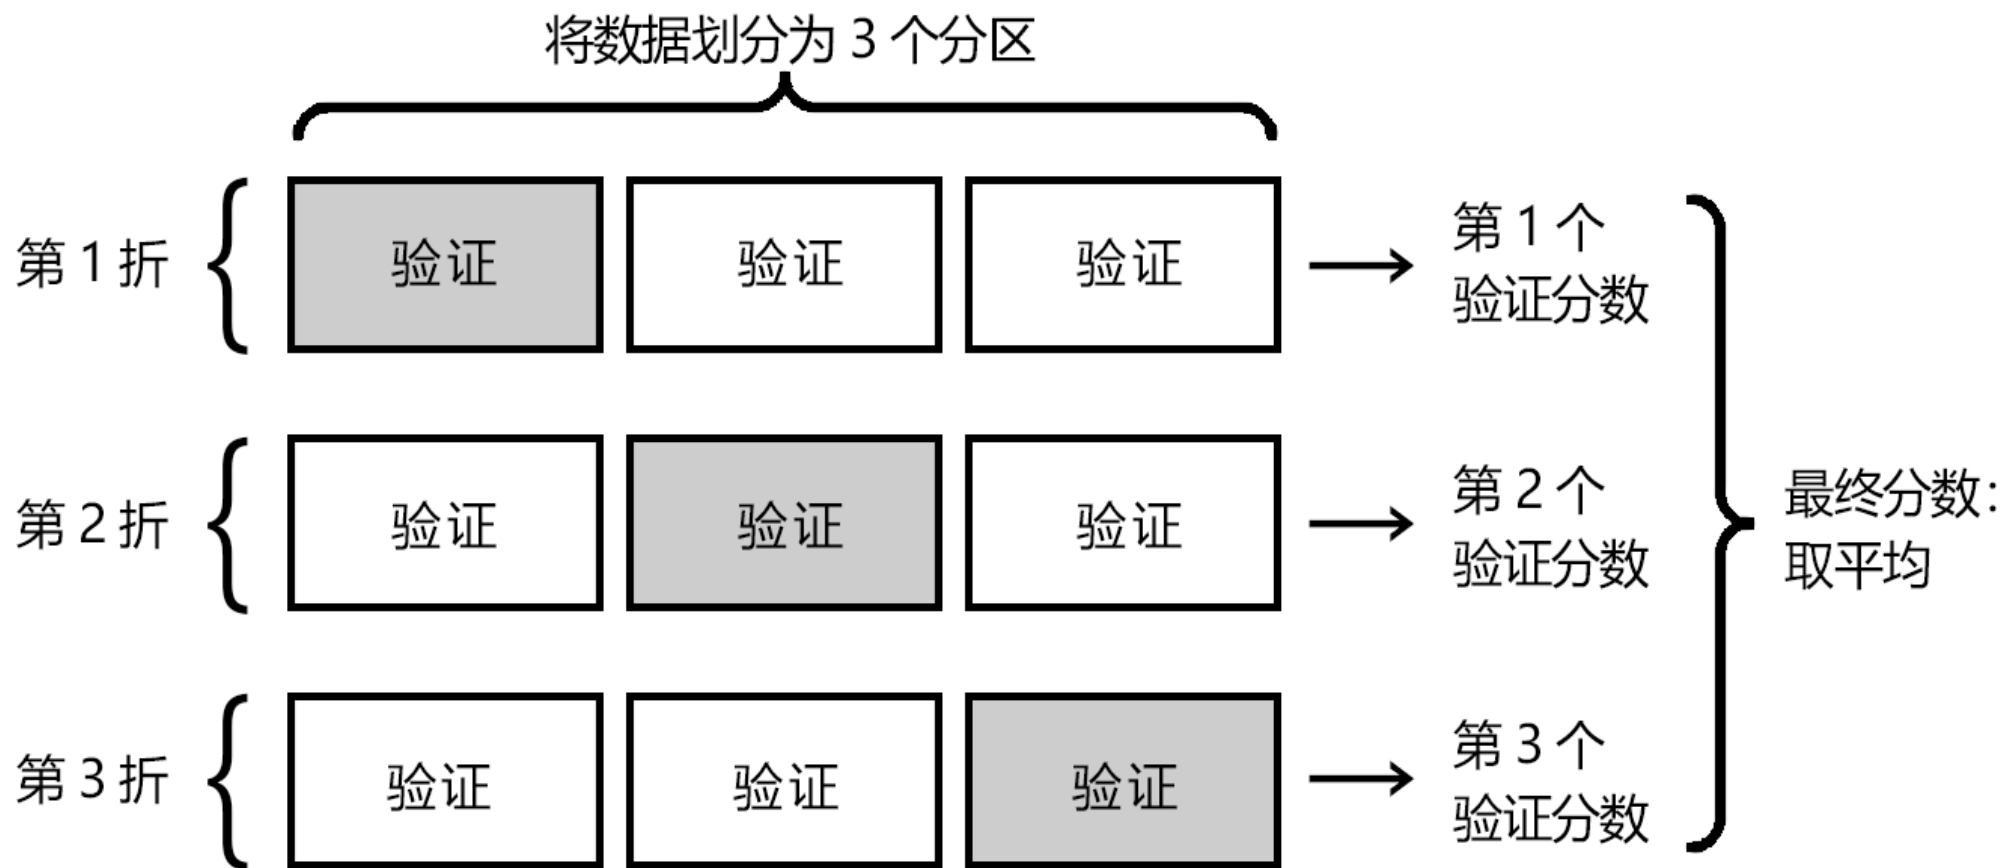 将数据划分为 3 个分区
第 1 折
验证
验证
验证
第 1 个
验证分数
第 2 折
验证
验证
验证
第 2 个
验证分数
最终分数：
取平均
第 3 折
验证
验证
验证
第 3 个
验证分数